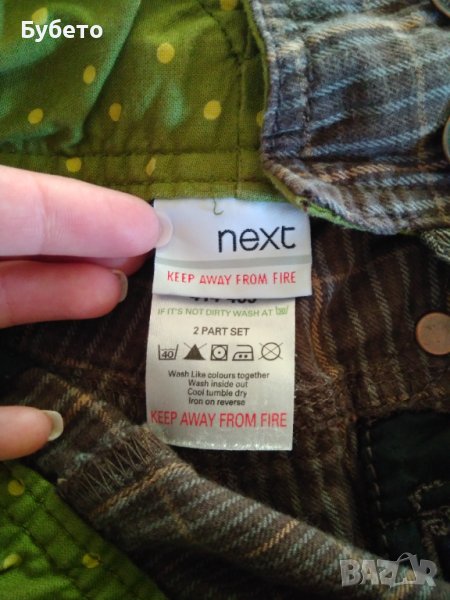 Бубето
next
KEEP AWAY FROM FIRE
IF IT'S NOT DIRTY WASH AT 30°
2 PART SET
40
Wash Like colours together
Wash inside out
Cool tumble dry
Iron on reverse
KEEP AWAY FROM FIRE
BAZAR